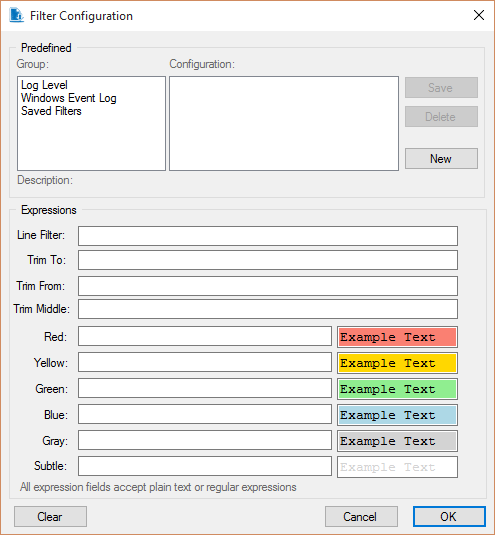 Filter Configuration
Predefined
Group: Configuration:
Log Level
Windows Event Log
Saved Filters
Save
Delete
New
Description:
Expressions
Line Filter:
Trim To:
Trim From:
Trim Middle:
Red: Example Text
Yellow: Example Text
Green: Example Text
Blue: Example Text
Gray: Example Text
Subtle: Example Text
All expression fields accept plain text or regular expressions
Clear Cancel OK